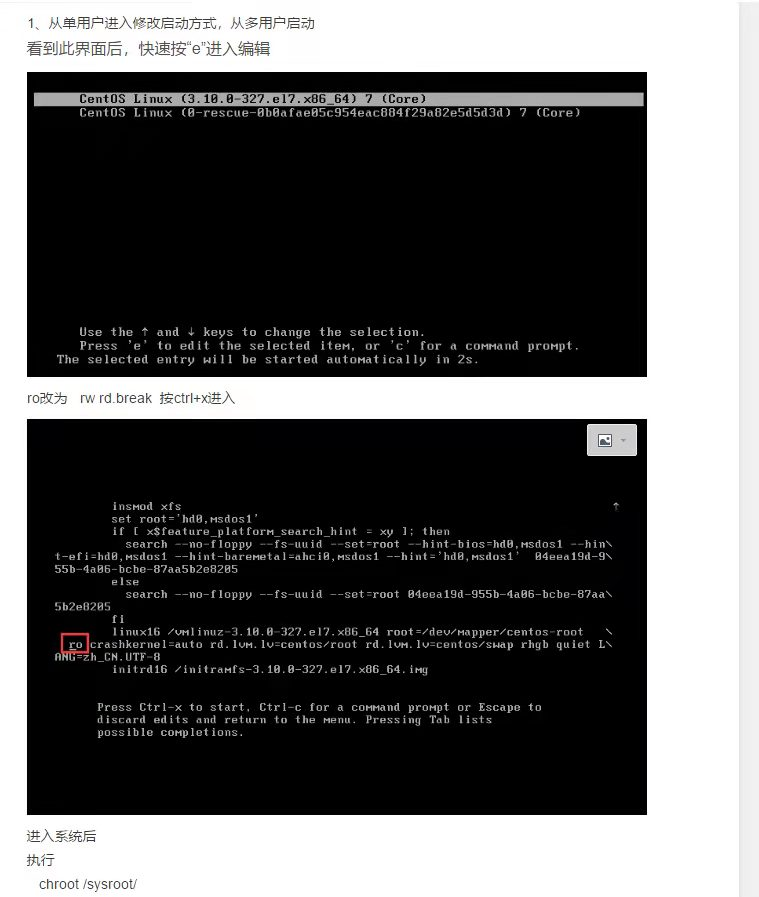 1、从单用户进入修改启动方式，从多用户启动
看到此界面后，快速按“e”进入编辑
CentOS Linux (3.10.0-327.el7.x86_64) 7 (Core)
CentOS Linux (0-rescue-0b0afae05c954eac884f29a82e5d5d3d) 7 (Core)
Use the ↑ and ↓ keys to change the selection.
Press 'e' to edit the selected item, or 'c' for a command prompt.
The selected entry will be started automatically in 2s.
ro改为 rw rd.break 按ctrl+x进入
insmod xfs ↑
set root='hd0,msdos1'
if [ x$feature_platform_search_hint = xy ]; then
search --no-floppy --fs-uuid --set=root --hint-bios=hd0,msdos1 --hin\
t-efi=hd0,msdos1 --hint-baremetal=ahci0,msdos1 --hint='hd0,msdos1' 04eea19d-9\
55b-4a06-bcbe-87aa5b2e8205
else
search --no-floppy --fs-uuid --set=root 04eea19d-955b-4a06-bcbe-87aa\
5b2e8205
fi
linux16 /vmlinuz-3.10.0-327.el7.x86_64 root=/dev/mapper/centos-root \
ro crashkernel=auto rd.lvm.lv=centos/root rd.lvm.lv=centos/swap rhgb quiet L\
ANG=zh_CN.UTF-8
initrd16 /initramfs-3.10.0-327.el7.x86_64.img
Press Ctrl-x to start, Ctrl-c for a command prompt or Escape to
discard edits and return to the menu. Pressing Tab lists
possible completions.
进入系统后
执行
chroot /sysroot/